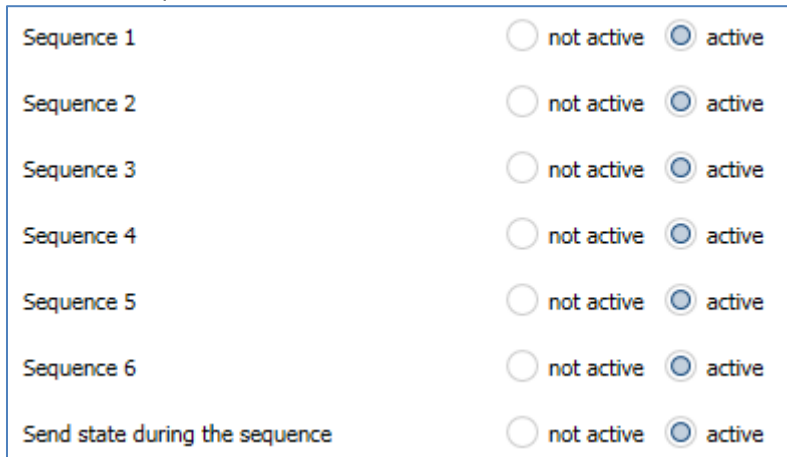 Sequence 1 not active active
Sequence 2 not active active
Sequence 3 not active active
Sequence 4 not active active
Sequence 5 not active active
Sequence 6 not active active
Send state during the sequence not active active